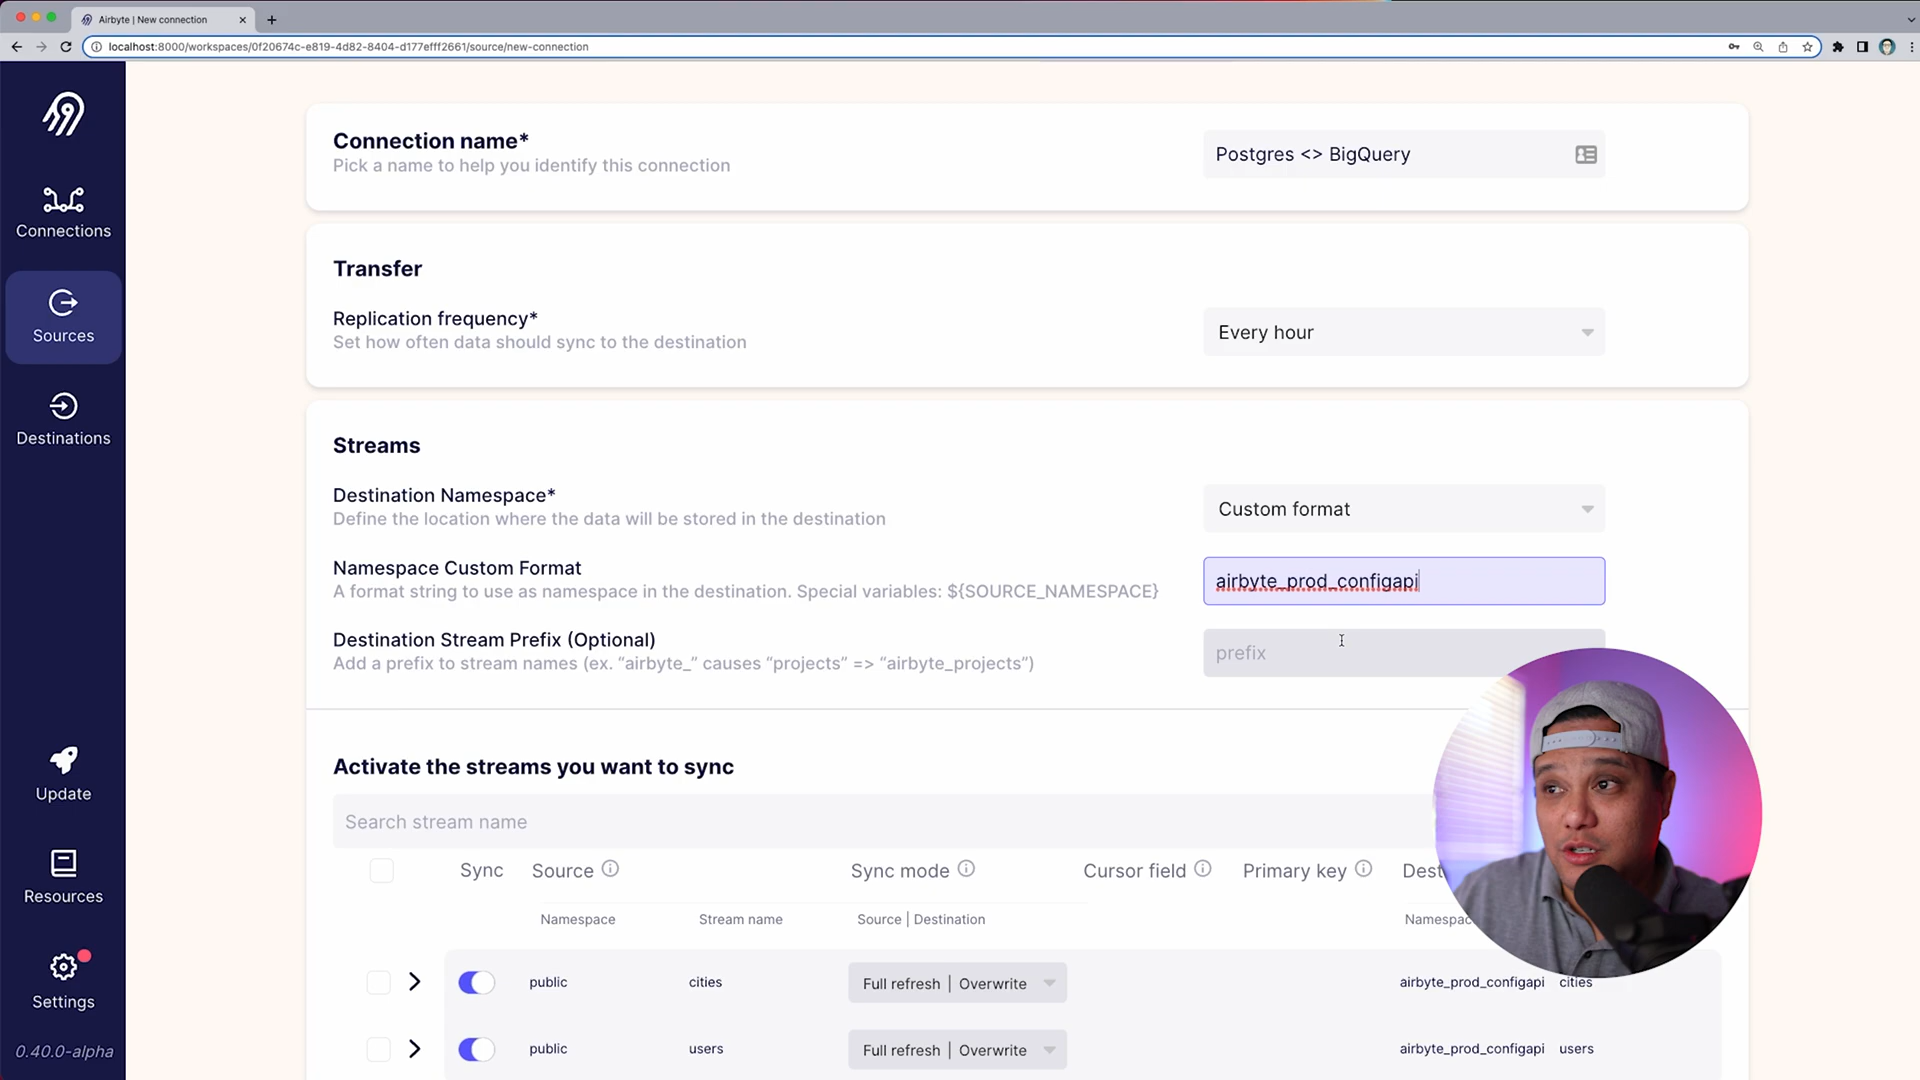 Airbyte | New connection
localhost:8000/workspaces/0f20674c-e819-4d82-8404-d177efff2661/source/new-connection
Connections
Sources
Destinations
Update
Resources
Settings
0.40.0-alpha
Connection name*
Pick a name to help you identify this connection
Postgres <> BigQuery
Transfer
Replication frequency*
Set how often data should sync to the destination
Every hour
Streams
Destination Namespace*
Define the location where the data will be stored in the destination
Custom format
Namespace Custom Format
A format string to use as namespace in the destination. Special variables: ${SOURCE_NAMESPACE}
airbyte_prod_configapi
Destination Stream Prefix (Optional)
Add a prefix to stream names (ex. “airbyte_” causes “projects” => “airbyte_projects”)
prefix
Activate the streams you want to sync
Search stream name
Sync Source Sync mode Cursor field Primary key
Namespace Stream name Source | Destination
public cities Full refresh | Overwrite airbyte_prod_configapi cities
public users Full refresh | Overwrite airbyte_prod_configapi users